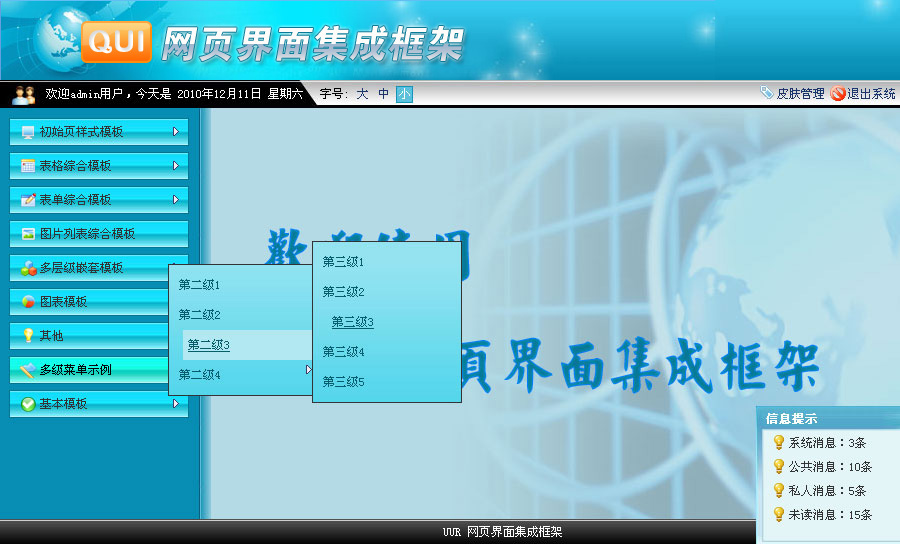 QUI 网页界面集成框架
欢迎admin用户，今天是 2010年12月11日 星期六 字号: 大 中 小 皮肤管理 退出系统
初始页样式模板
表格综合模板
表单综合模板
图片列表综合模板
多层级嵌套模板
图表模板
其他
多级菜单示例
基本模板
第二级1
第二级2
第二级3
第二级4
第三级1
第三级2
第三级3
第三级4
第三级5
歡
頁界面集成框架
信息提示
系统消息：3条
公共消息：10条
私人消息：5条
未读消息：15条
UUR 网页界面集成框架